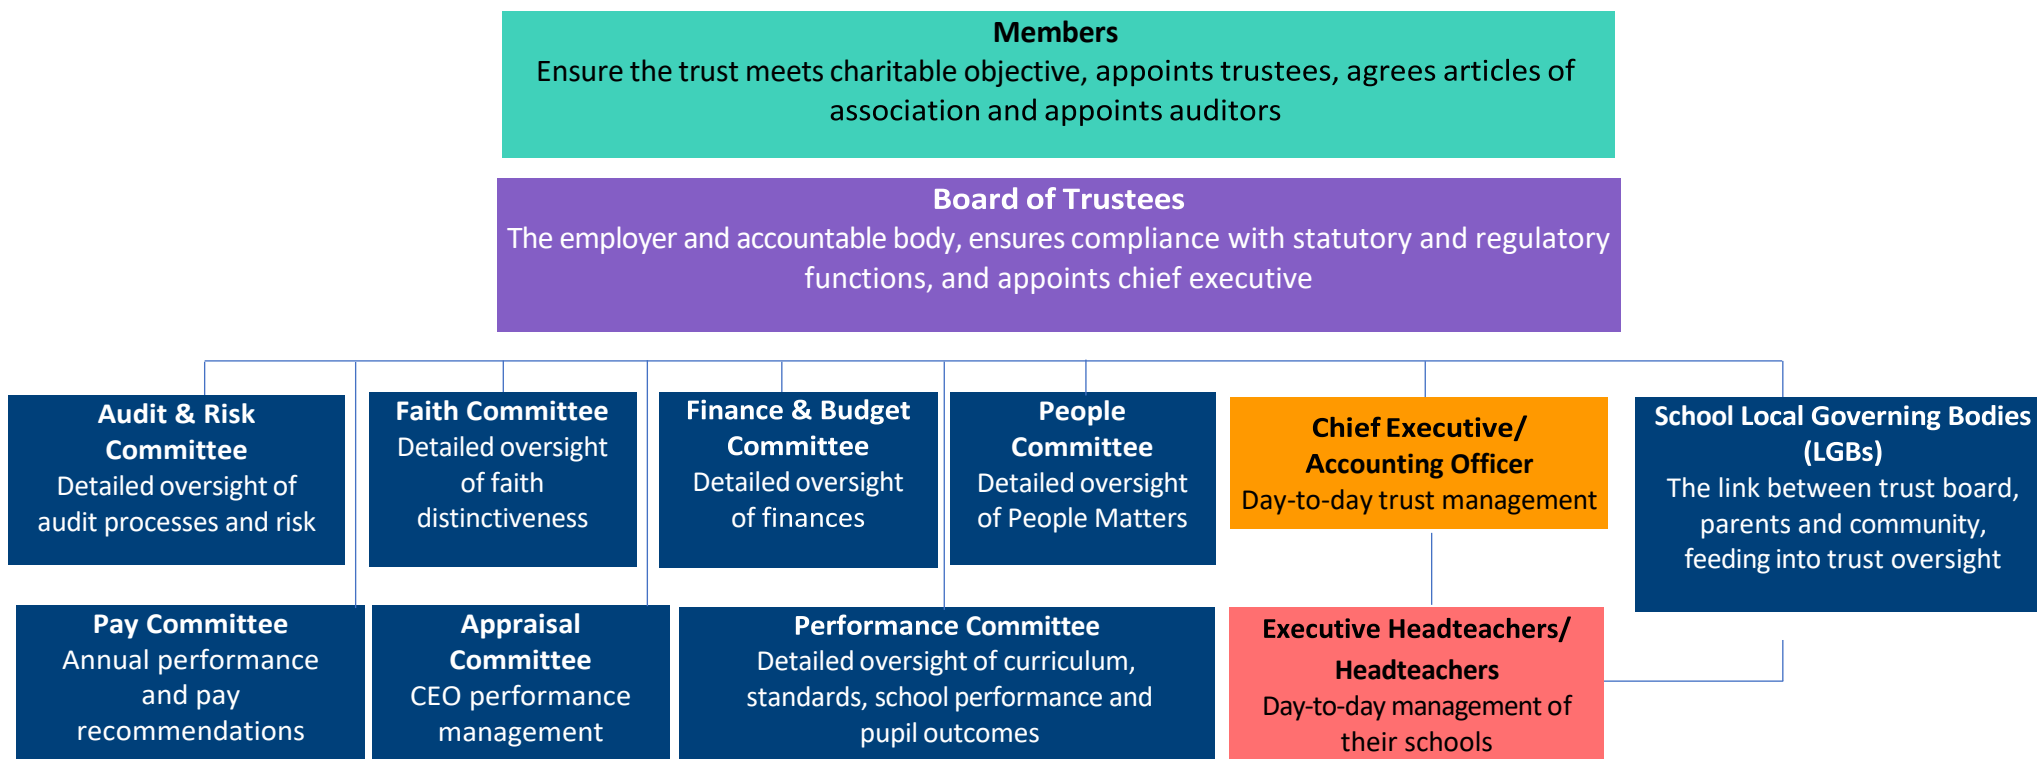 Members
Ensure the trust meets charitable objective, appoints trustees, agrees articles of
association and appoints auditors
Board of Trustees
The employer and accountable body, ensures compliance with statutory and regulatory
functions, and appoints chief executive
Audit & Risk
Committee
Detailed oversight of
audit processes and risk
Faith Committee
Detailed oversight
of faith
distinctiveness
Finance & Budget
Committee
Detailed oversight
of finances
People
Committee
Detailed oversight
of People Matters
Chief Executive/
Accounting Officer
Day-to-day trust management
School Local Governing Bodies
(LGBs)
The link between trust board,
parents and community,
feeding into trust oversight
Pay Committee
Annual performance
and pay
recommendations
Appraisal
Committee
CEO performance
management
Performance Committee
Detailed oversight of curriculum,
standards, school performance and
pupil outcomes
Executive Headteachers/
Headteachers
Day-to-day management of
their schools